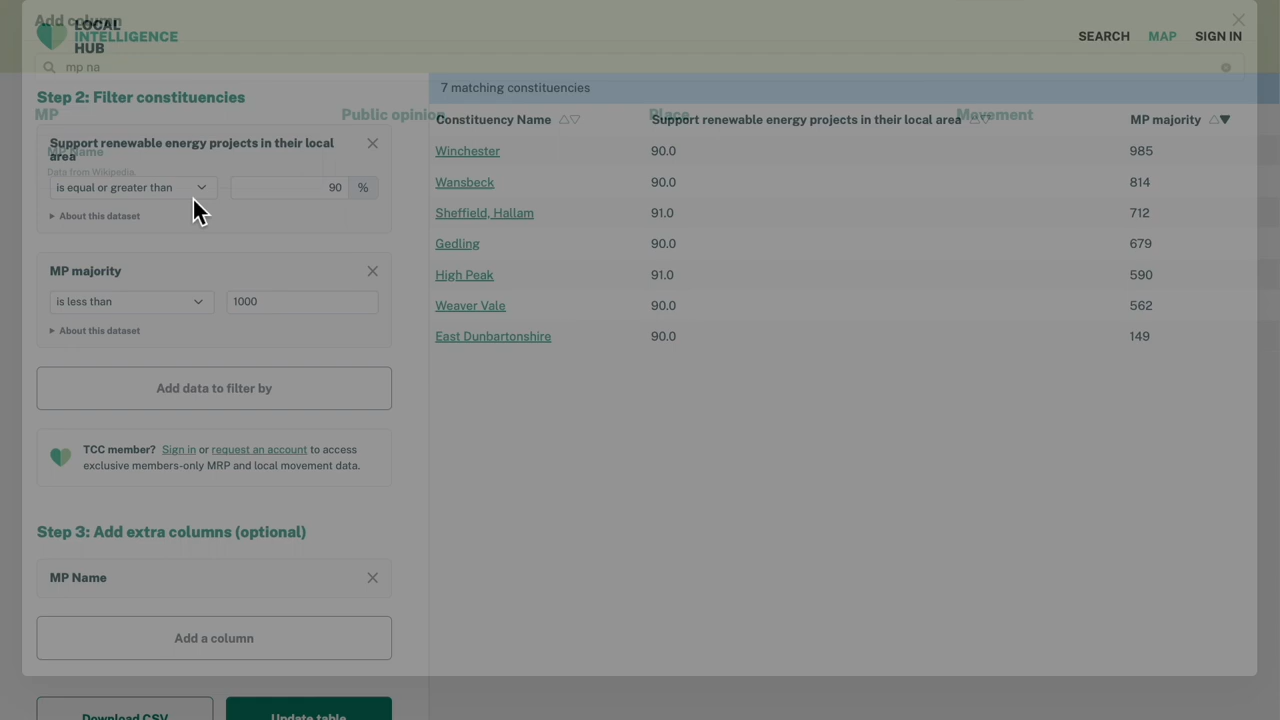 Add column
LOCAL
INTELLIGENCE
HUB
SEARCH MAP SIGN IN
mp na
Step 2: Filter constituencies
7 matching constituencies
MP Public opinion Place Movement
Constituency Name Support renewable energy projects in their local area MP majority
Support renewable energy projects in their local
area
MP Name
Data from Wikipedia.
is equal or greater than 90 %
About this dataset
Winchester 90.0 985
Wansbeck 90.0 814
Sheffield, Hallam 91.0 712
Gedling 90.0 679
High Peak 91.0 590
Weaver Vale 90.0 562
East Dunbartonshire 90.0 149
MP majority
is less than 1000
About this dataset
Add data to filter by
TCC member? Sign in or request an account to access
exclusive members-only MRP and local movement data.
Step 3: Add extra columns (optional)
MP Name
Add a column
Download CSV Update table